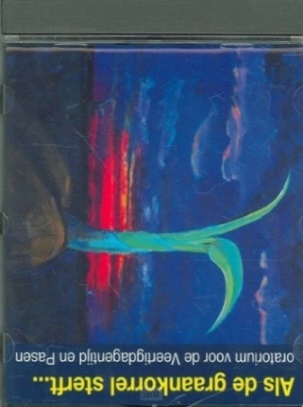 Als de graankorrel sterft...
oratorium voor de Veertigdagentijd en Pasen